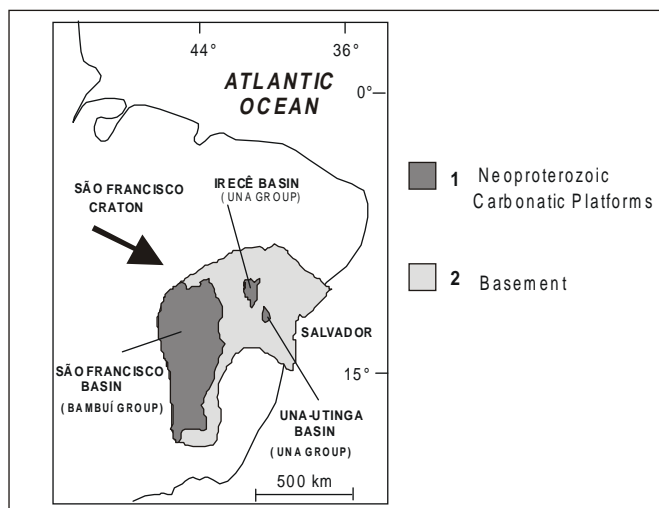 44° 36°
ATLANTIC
OCEAN
0°
SÃO FRANCISCO
CRATON
IRECÊ BASIN
(UNA GROUP)
1 Neoproterozoic
Carbonatic Platforms
2 Basement
SALVADOR
15°
SÃO FRANCISCO
BASIN
(BAMBUÍ GROUP)
UNA-UTINGA
BASIN
(UNA GROUP)
500 km